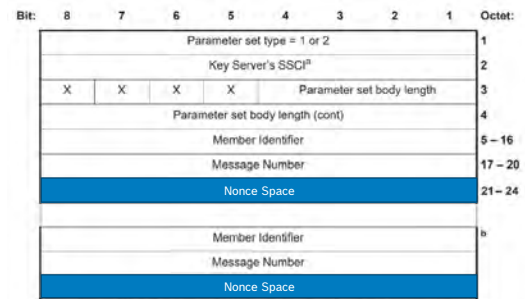 Bit: 8 7 6 5 4 3 2 1 Octet:
Parameter set type = 1 or 2 1
Key Server's SSCIa 2
X X X X Parameter set body length 3
Parameter set body length (cont) 4
Member Identifier 5 – 16
Message Number 17 – 20
Nonce Space 21 – 24
Member Identifier b
Message Number
Nonce Space